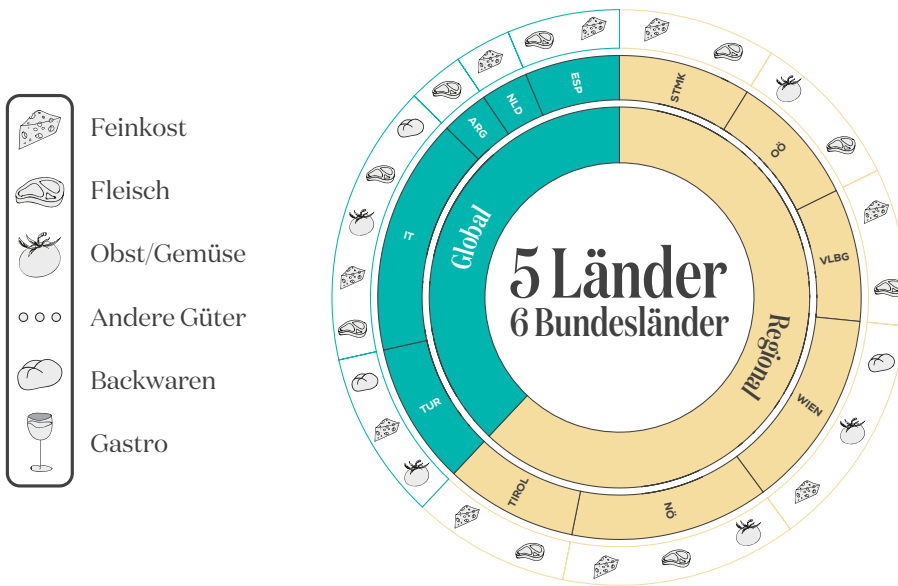 Feinkost
Fleisch
Obst/Gemüse
Andere Güter
Backwaren
Gastro
5 Länder
6 Bundesländer
Global
Regional
ESP
NLD
ARG
IT
TUR
STMK
OÖ
VLBG
WIEN
NÖ
TIROL